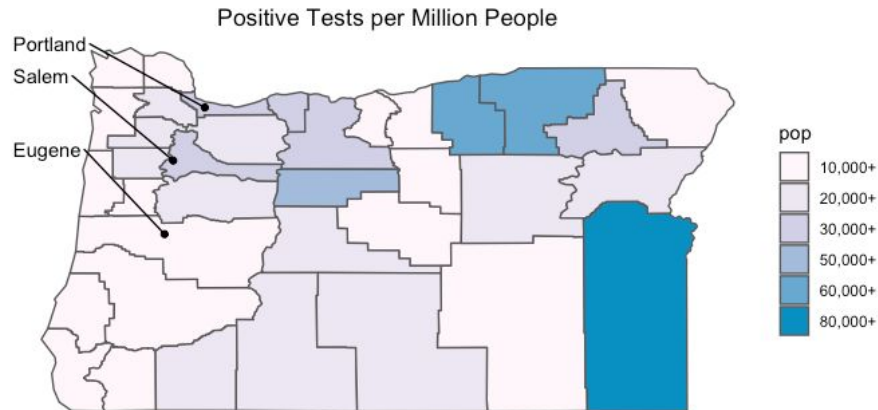 Positive Tests per Million People
Portland
Salem
Eugene
pop
10,000+
20,000+
30,000+
50,000+
60,000+
80,000+